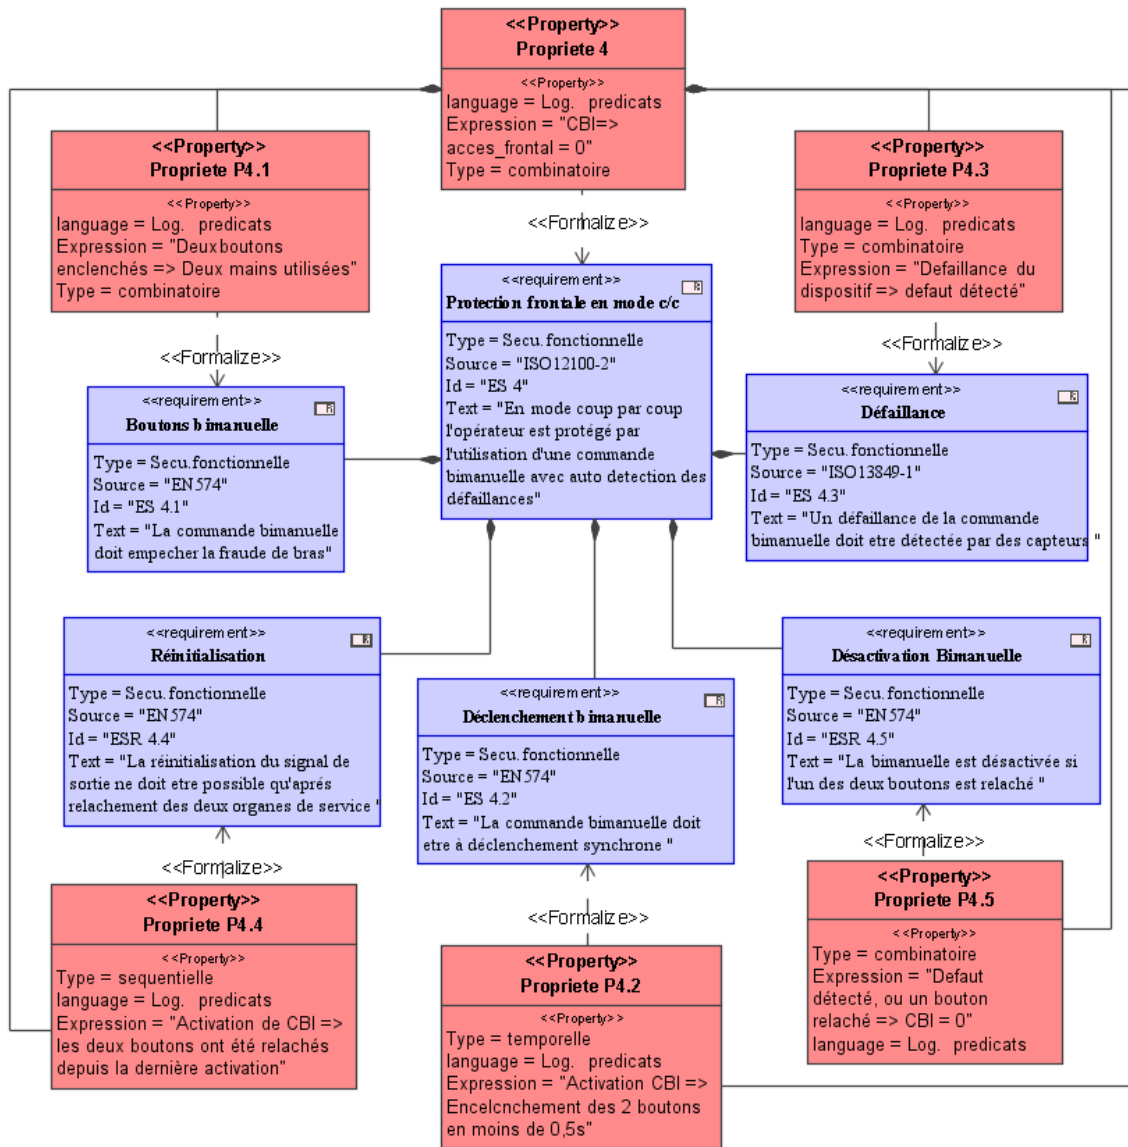 <<Property>>
Propriete 4
<<Property>>
language = Log. predicats
Expression = "CBI=>
acces_frontal = 0"
Type = combinatoire
<<Property>>
Propriete P4.1
<<Property>>
language = Log. predicats
Expression = "Deuxboutons
enclenchés => Deux mains utilisées"
Type = combinatoire
<<Property>>
Propriete P4.3
<<Property>>
language = Log. predicats
Type = combinatoire
Expression = "Defaillance du
dispositif => defaut détecté"
<<Formalize>>
<<Formalize>>
<<Formalize>>
<<requirement>>
R
Protection frontale en mode c/c
Type = Secu. fonctionnelle
Source = "ISO12100-2"
Id = "ES 4"
Text = "En mode coup par coup
l'opérateur est protégé par
l'utilisation d'une commande
bimanuelle avec auto detection des
défaillances"
<<requirement>>
R
Boutons bimanuelle
Type = Secu.fonctionnelle
Source = "EN574"
Id = "ES 4.1"
Text = "La commande bimanuelle
doit empecher la fraude de bras"
<<requirement>>
R
Défaillance
Type = Secu.fonctionnelle
Source = "ISO13849-1"
Id = "ES 4.3"
Text = "Un défaillance de la commande
bimanuelle doit etre détectée par des capteurs "
<<requirement>>
R
Réinitialisation
Type = Secu. fonctionnelle
Source = "EN574"
Id = "ESR 4.4"
Text = "La réinitialisation du signal de
sortie ne doit etre possible qu'aprés
relachement des deux organes de service "
<<requirement>>
R
Déclenchement bimanuelle
Type = Secu. fonctionnelle
Source = "EN574"
Id = "ES 4.2"
Text = "La commande bimanuelle doit
etre à déclenchement synchrone "
<<requirement>>
R
Désactivation Bimanuelle
Type = Secu. fonctionnelle
Source = "EN574"
Id = "ESR 4.5"
Text = "La bimanuelle est désactivée si
l'un des deux boutons est relaché "
<<Formalize>>
<<Formalize>>
<<Formalize>>
<<Property>>
Propriete P4.4
<<Property>>
Type = sequentielle
language = Log. predicats
Expression = "Activation de CBI =>
les deux boutons ont été relachés
depuis la dernière activation"
<<Property>>
Propriete P4.2
<<Property>>
Type = temporelle
language = Log. predicats
Expression = "Activation CBI =>
Encelcnchement des 2 boutons
en moins de 0,5s"
<<Property>>
Propriete P4.5
<<Property>>
Type = combinatoire
Expression = "Defaut
détecté, ou un bouton
relaché => CBI = 0"
language = Log. predicats